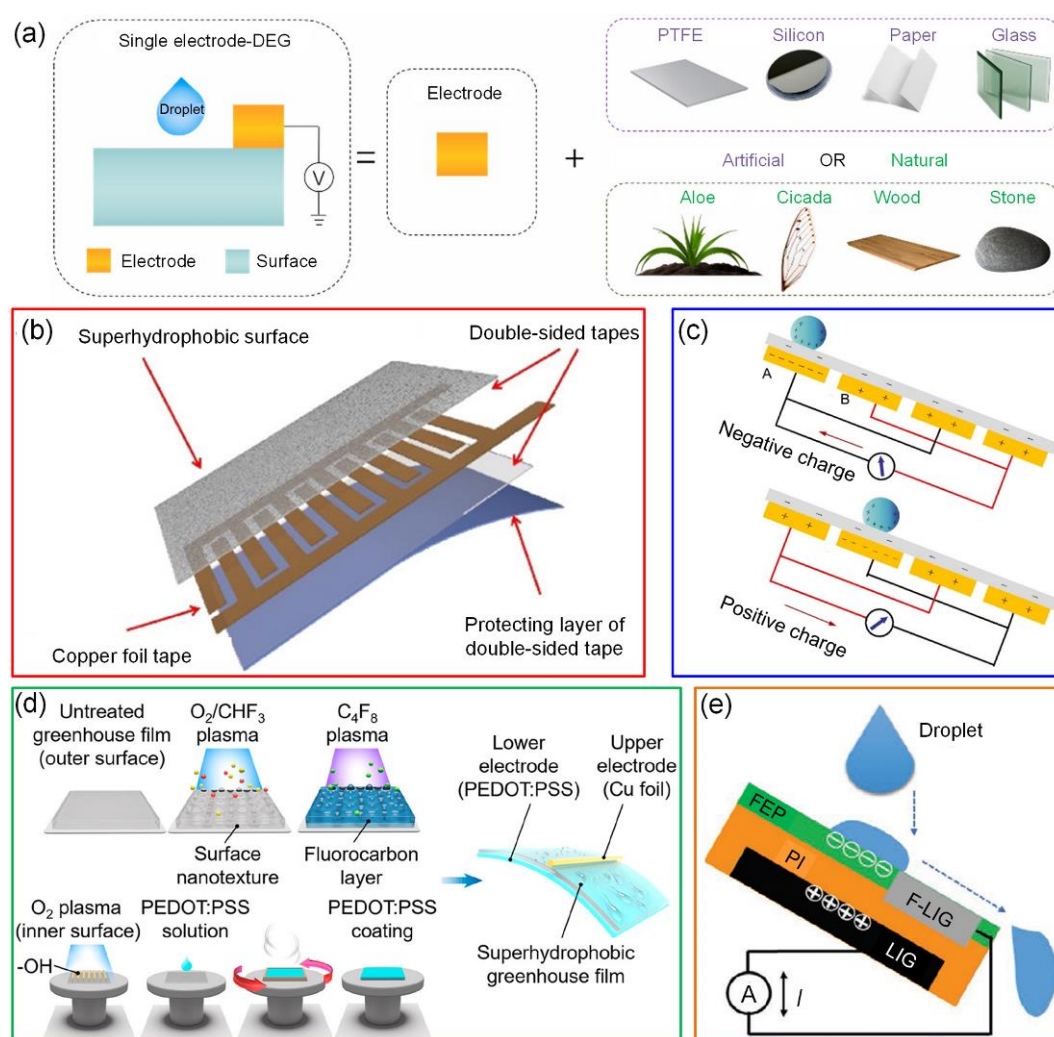 (a)
Single electrode-DEG
Droplet
V
Electrode
Surface
=
Electrode
+
PTFE
Silicon
Paper
Glass
Artificial OR Natural
Aloe
Cicada
Wood
Stone
(b)
Superhydrophobic surface
Double-sided tapes
Copper foil tape
Protecting layer of
double-sided tape
(c)
A
B
Negative charge
Positive charge
(d)
Untreated
greenhouse film
(outer surface)
O2/CHF3
plasma
C4F8
plasma
Surface
nanotexture
Fluorocarbon
layer
O2 plasma
(inner surface)
-OH
PEDOT:PSS
solution
PEDOT:PSS
coating
Lower
electrode
(PEDOT:PSS)
Upper
electrode
(Cu foil)
Superhydrophobic
greenhouse film
(e)
Droplet
FEP
PI
F-LIG
LIG
A
I